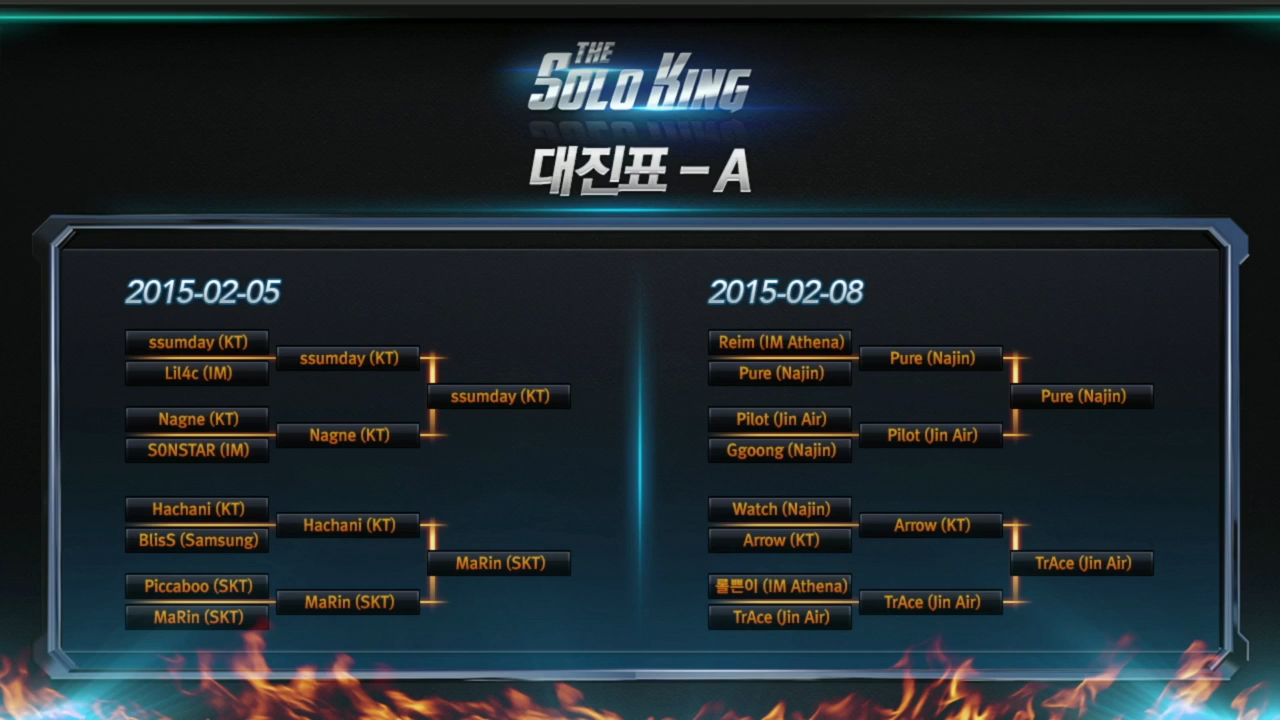 THE
SOLO KING
대진표 - A
2015-02-05
ssumday (KT)
Lil4c (IM)
ssumday (KT)
Nagne (KT)
S0NSTAR (IM)
Nagne (KT)
ssumday (KT)
Hachani (KT)
BlisS (Samsung)
Hachani (KT)
Piccaboo (SKT)
MaRin (SKT)
MaRin (SKT)
MaRin (SKT)
2015-02-08
Reim (IM Athena)
Pure (Najin)
Pure (Najin)
Pilot (Jin Air)
Ggoong (Najin)
Pilot (Jin Air)
Pure (Najin)
Watch (Najin)
Arrow (KT)
Arrow (KT)
롤쁜이 (IM Athena)
TrAce (Jin Air)
TrAce (Jin Air)
TrAce (Jin Air)